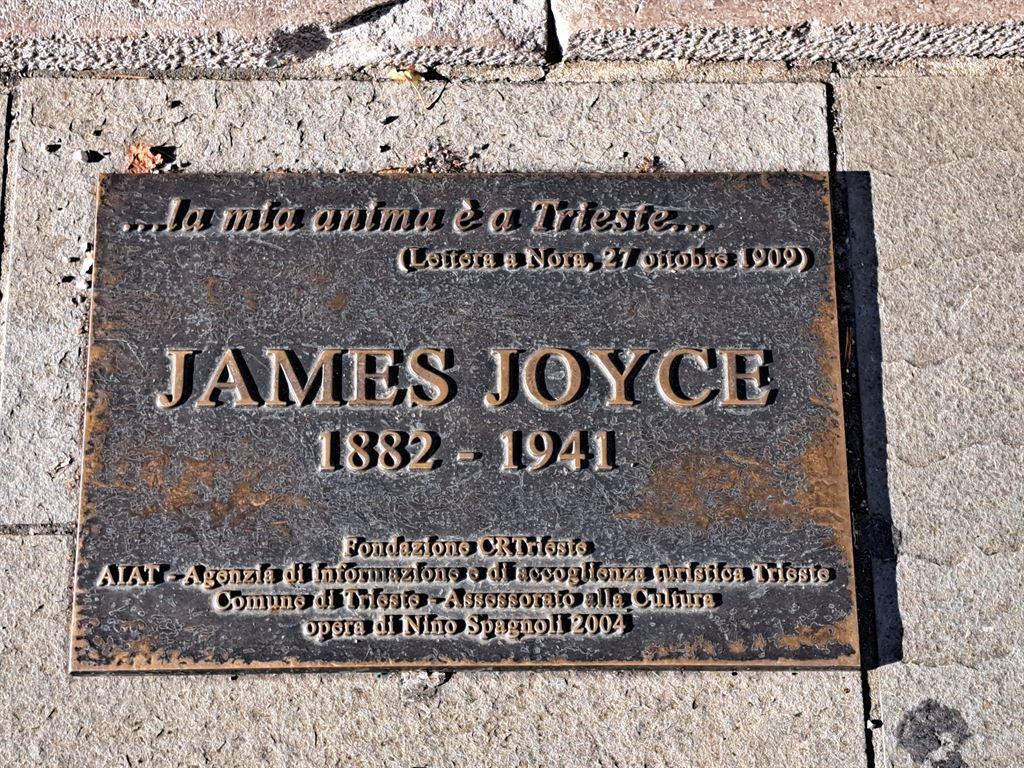 ....la mia anima è a Trieste...
(Lettera a Nora, 27 ottobre 1909)
JAMES JOYCE
1882 - 1941
Fondazione CRTrieste
AIAT - Agenzia di informazione e di accoglienza turistica Trieste
Comune di Trieste - Assessorato alla Cultura
opera di Nino Spagnoli 2004